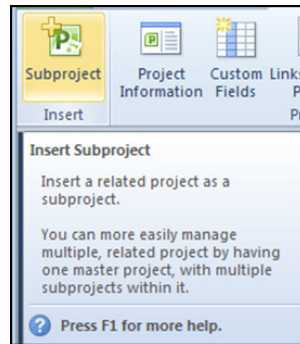 Subproject
Project
Information
Custom
Fields
Links
P
Insert
Pr
Insert Subproject
Insert a related project as a
subproject.
You can more easily manage
multiple, related project by having
one master project, with multiple
subprojects within it.
Press F1 for more help.